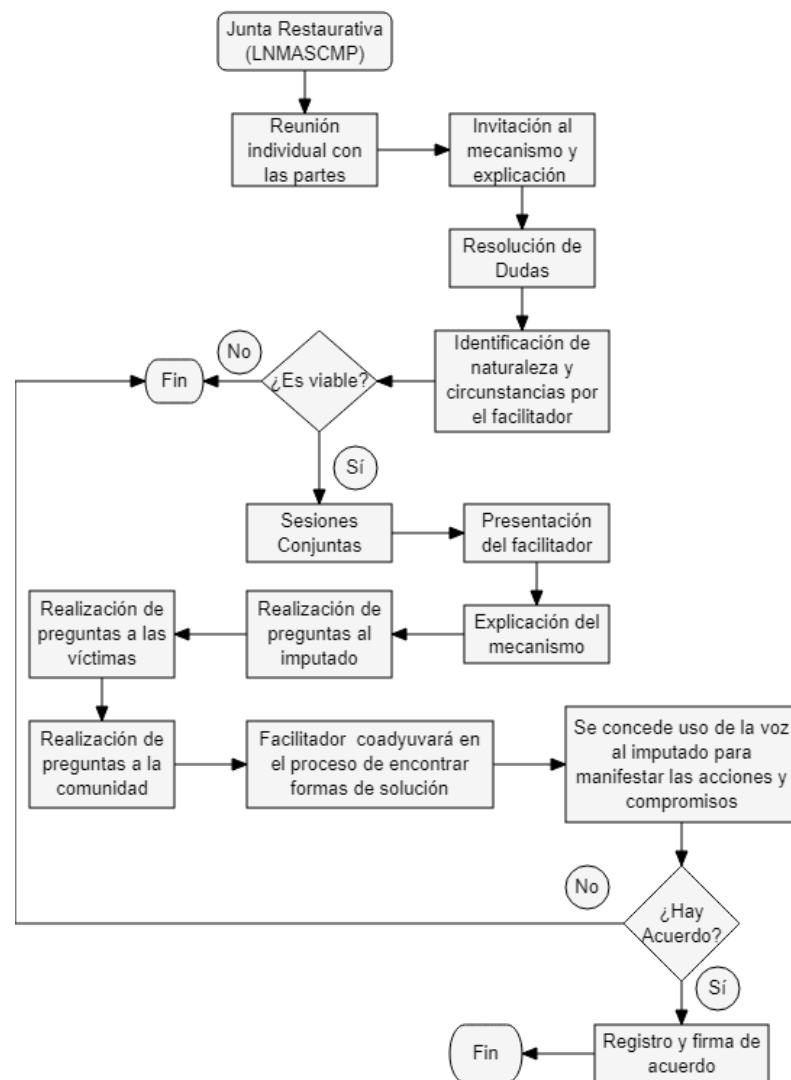 Junta Restaurativa
(LNMASCMP)
Reunión
individual con
las partes
Invitación al
mecanismo y
explicación
Resolución de
Dudas
Identificación de
naturaleza y
circunstancias por
el facilitador
¿Es viable?
No
Fin
Sí
Sesiones
Conjuntas
Presentación
del facilitador
Explicación del
mecanismo
Realización de
preguntas al
imputado
Realización de
preguntas a las
víctimas
Realización de
preguntas a la
comunidad
Facilitador coadyuvará en
el proceso de encontrar
formas de solución
Se concede uso de la voz
al imputado para
manifestar las acciones y
compromisos
¿Hay
Acuerdo?
No
Sí
Registro y firma de
acuerdo
Fin